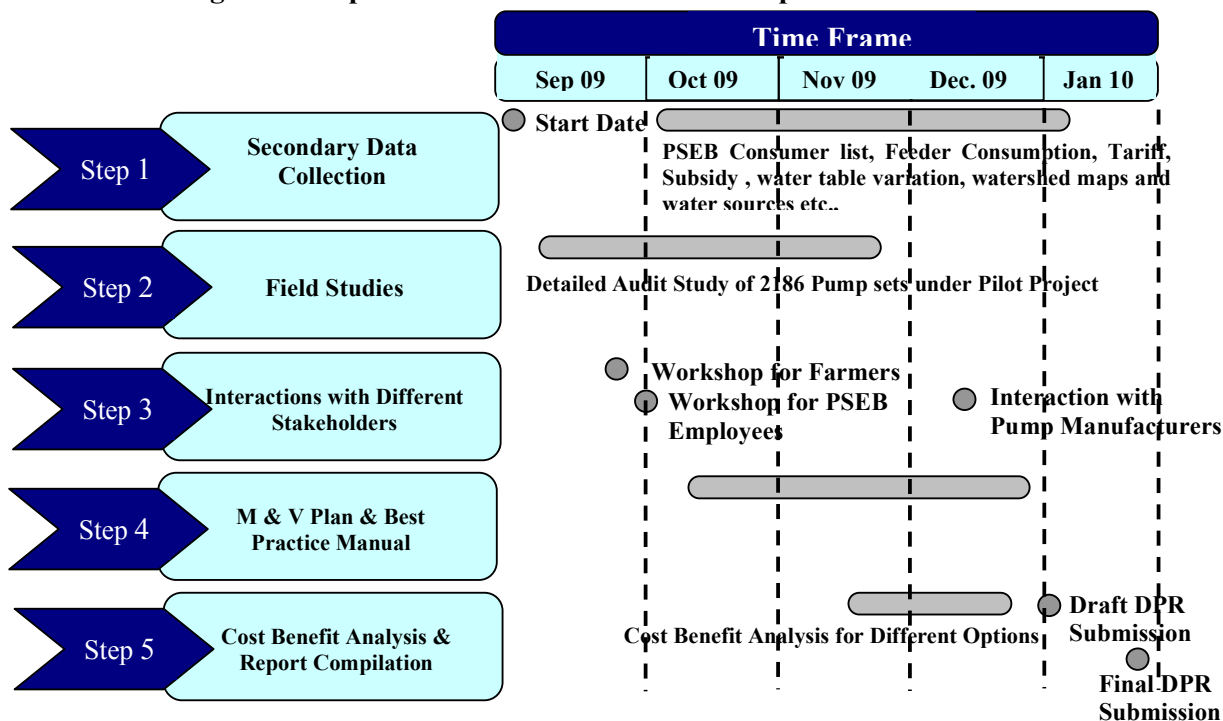 Time Frame
Sep 09 Oct 09 Nov 09 Dec. 09 Jan 10
Step 1
Secondary Data
Collection
Start Date
PSEB Consumer list, Feeder Consumption, Tariff,
Subsidy , water table variation, watershed maps and
water sources etc.,
Step 2
Field Studies
Detailed Audit Study of 2186 Pump sets under Pilot Project
Step 3
Interactions with Different
Stakeholders
Workshop for Farmers
Workshop for PSEB
Employees
Interaction with
Pump Manufacturers
Step 4
M & V Plan & Best
Practice Manual
Step 5
Cost Benefit Analysis &
Report Compilation
Cost Benefit Analysis for Different Options
Draft DPR
Submission
Final DPR
Submission